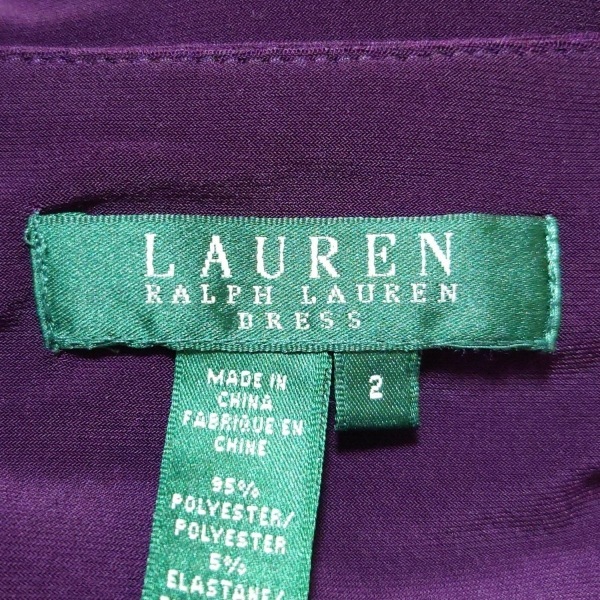 LAUREN
RALPH LAUREN
DRESS
2
MADE IN
CHINA
FABRIQUE EN
CHINE
95%
POLYESTER/
POLYESTER
5%
ELASTANE/